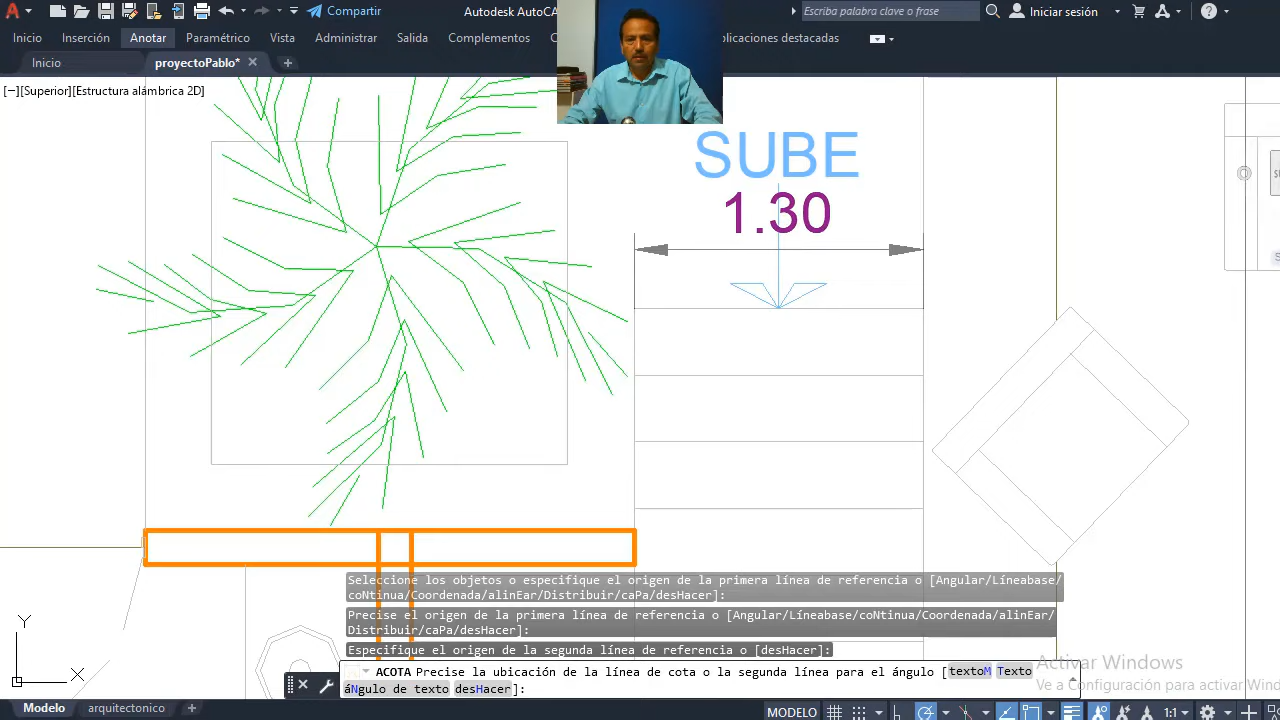 Compartir
Autodesk AutoCA
Escriba palabra clave o frase
Iniciar sesión
Inicio Inserción Anotar Paramétrico Vista Administrar Salida Complementos
plicaciones destacadas
Inicio
proyectoPablo*
[−][Superior][Estructura alámbrica 2D]
SUBE
1.30
Y
X
Seleccione los objetos o especifique el origen de la primera línea de referencia o [Angular/Líneabase/
coNtinua/Coordenada/alinEar/Distribuir/caPa/desHacer]:
Precise el origen de la primera línea de referencia o [Angular/Líneabase/coNtinua/Coordenada/alinEar/
Distribuir/caPa/desHacer]:
Especifique el origen de la segunda línea de referencia o [desHacer]:
ACOTA Precise la ubicación de la línea de cota o la segunda línea para el ángulo [textoM Texto
áNgulo de texto desHacer]:
Activar Windows
Ve a Configuración para activar Win
Modelo arquitectonico
MODELO
1:1